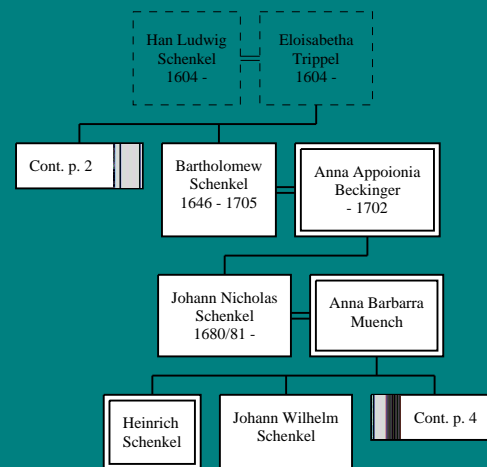 Han Ludwig
Schenkel
1604 -
Eloisabetha
Trippel
1604 -
Cont. p. 2
Bartholomew
Schenkel
1646 - 1705
Anna Appoionia
Beckinger
- 1702
Johann Nicholas
Schenkel
1680/81 -
Anna Barbarra
Muench
Heinrich
Schenkel
Johann Wilhelm
Schenkel
Cont. p. 4